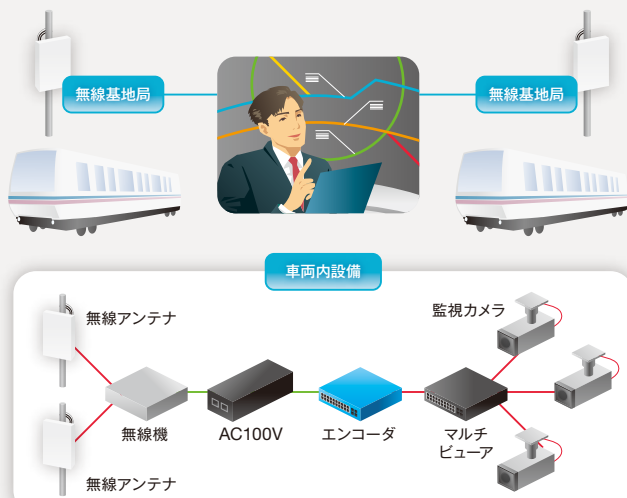 無線基地局
無線基地局
車両内設備
無線アンテナ
監視カメラ
無線機
AC100V
エンコーダ
マルチ
ビューア
無線アンテナ